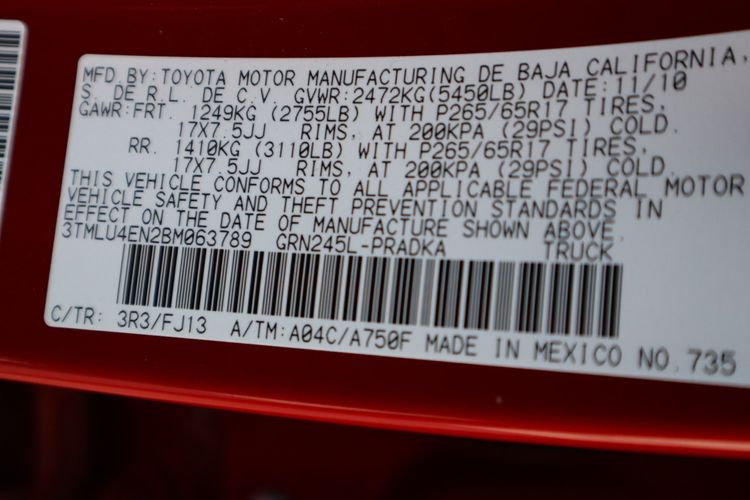 MFD. BY: TOYOTA MOTOR MANUFACTURING DE BAJA CALIFORNIA,
S. DE R.L. DE C.V. GVWR: 2472KG(5450LB) DATE: 11/10
GAWR: FRT. 1249KG (2755LB) WITH P265/65R17 TIRES,
17X7.5JJ RIMS, AT 200KPA (29PSI) COLD.
RR. 1410KG (3110LB) WITH P265/65R17 TIRES,
17X7.5JJ RIMS, AT 200KPA (29PSI) COLD.
THIS VEHICLE CONFORMS TO ALL APPLICABLE FEDERAL MOTOR
VEHICLE SAFETY AND THEFT PREVENTION STANDARDS IN
EFFECT ON THE DATE OF MANUFACTURE SHOWN ABOVE.
3TMLU4EN2BM063789 GRN245L-PRADKA TRUCK
C/TR: 3R3/FJ13 A/TM: A04C/A750F MADE IN MEXICO NO. 735